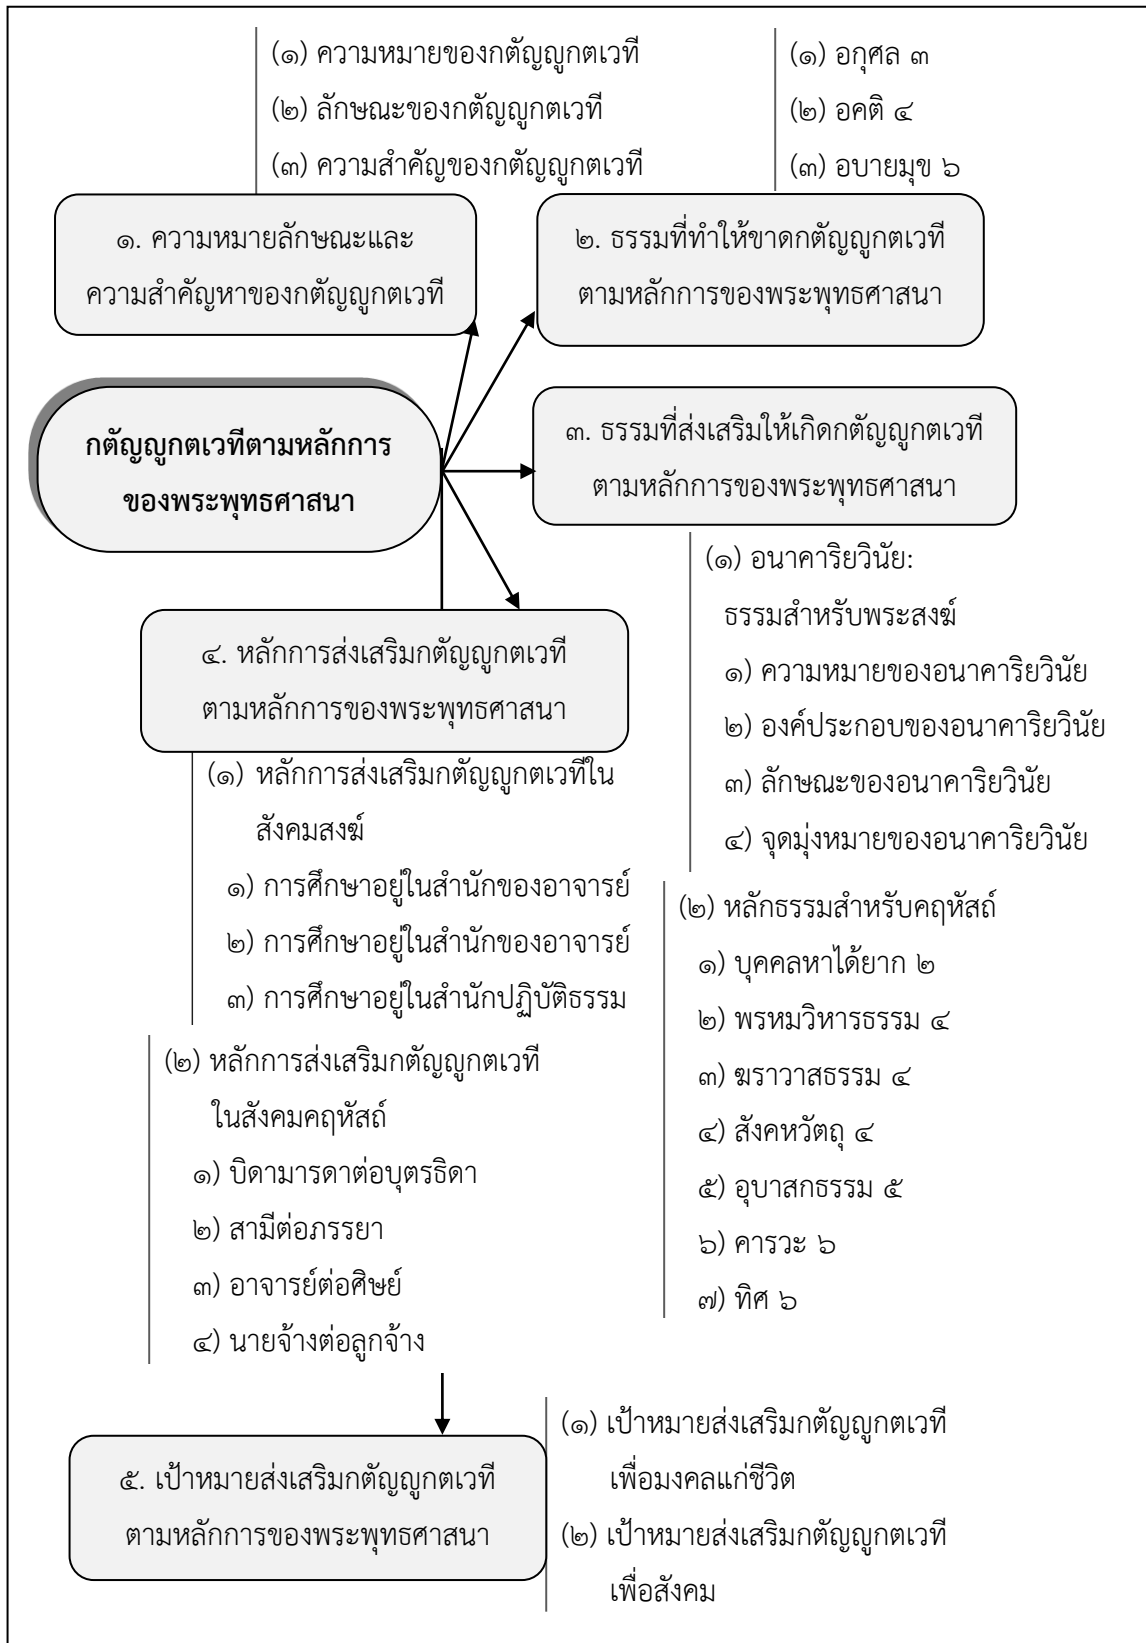 (๑) ความหมายของกตัญญูกตเวที
(๒) ลักษณะของกตัญญูกตเวที
(๓) ความสำคัญของกตัญญูกตเวที
(๑) อกุศล ๓
(๒) อคติ ๔
(๓) อบายมุข ๖
๑. ความหมายลักษณะและ
ความสำคัญหาของกตัญญูกตเวที
๒. ธรรมที่ทำให้ขาดกตัญญูกตเวที
ตามหลักการของพระพุทธศาสนา
กตัญญูกตเวทีตามหลักการ
ของพระพุทธศาสนา
๓. ธรรมที่ส่งเสริมให้เกิดกตัญญูกตเวที
ตามหลักการของพระพุทธศาสนา
(๑) อนาคาริยวินัย:
ธรรมสำหรับพระสงฆ์
๑) ความหมายของอนาคาริยวินัย
๒) องค์ประกอบของอนาคาริยวินัย
๓) ลักษณะของอนาคาริยวินัย
๔) จุดมุ่งหมายของอนาคาริยวินัย
(๒) หลักธรรมสำหรับคฤหัสถ์
๑) บุคคลหาได้ยาก ๒
๒) พรหมวิหารธรรม ๔
๓) ฆราวาสธรรม ๔
๔) สังคหวัตถุ ๔
๕) อุบาสกธรรม ๕
๖) คารวะ ๖
๗) ทิศ ๖
๔. หลักการส่งเสริมกตัญญูกตเวที
ตามหลักการของพระพุทธศาสนา
(๑) หลักการส่งเสริมกตัญญูกตเวทีใน
สังคมสงฆ์
๑) การศึกษาอยู่ในสำนักของอาจารย์
๒) การศึกษาอยู่ในสำนักของอาจารย์
๓) การศึกษาอยู่ในสำนักปฏิบัติธรรม
(๒) หลักการส่งเสริมกตัญญูกตเวที
ในสังคมคฤหัสถ์
๑) บิดามารดาต่อบุตรธิดา
๒) สามีต่อภรรยา
๓) อาจารย์ต่อศิษย์
๔) นายจ้างต่อลูกจ้าง
๕. เป้าหมายส่งเสริมกตัญญูกตเวที
ตามหลักการของพระพุทธศาสนา
(๑) เป้าหมายส่งเสริมกตัญญูกตเวที
เพื่อมงคลแก่ชีวิต
(๒) เป้าหมายส่งเสริมกตัญญูกตเวที
เพื่อสังคม